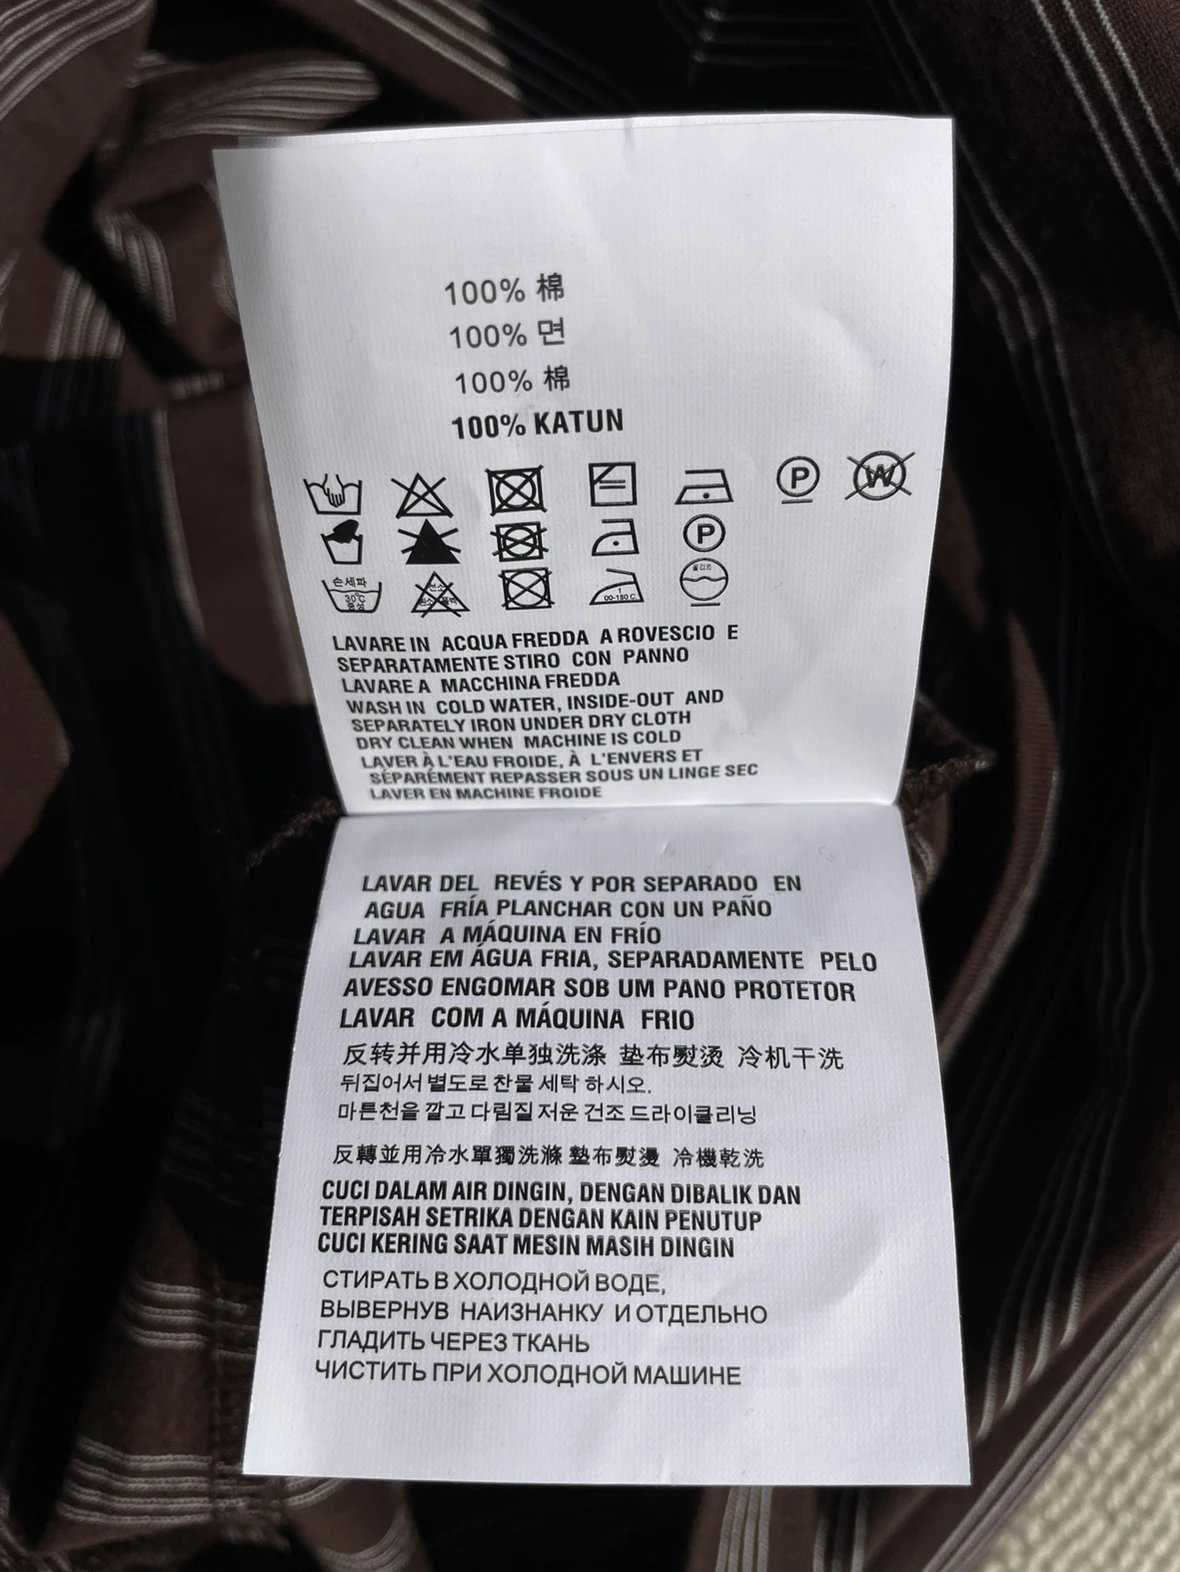 100% 棉
100% 면
100% 棉
100% KATUN
P
W
P
손세파
30℃
중성
LAVARE IN ACQUA FREDDA A ROVESCIO E
SEPARATAMENTE STIRO CON PANNO
LAVARE A MACCHINA FREDDA
WASH IN COLD WATER, INSIDE-OUT AND
SEPARATELY IRON UNDER DRY CLOTH
DRY CLEAN WHEN MACHINE IS COLD
LAVER À L'EAU FROIDE, À L'ENVERS ET
SÉPARÉMENT REPASSER SOUS UN LINGE SEC
LAVER EN MACHINE FROIDE
LAVAR DEL REVÉS Y POR SEPARADO EN
AGUA FRÍA PLANCHAR CON UN PAÑO
LAVAR A MÁQUINA EN FRÍO
LAVAR EM ÁGUA FRIA, SEPARADAMENTE PELO
AVESSO ENGOMAR SOB UM PANO PROTETOR
LAVAR COM A MÁQUINA FRIO
反转并用冷水单独洗涤 垫布熨烫 冷机干洗
뒤집어서 별도로 찬물 세탁 하시오.
마른천을 깔고 다림질 저운 건조 드라이클리닝
反轉並用冷水單獨洗滌 墊布熨燙 冷機乾洗
CUCI DALAM AIR DINGIN, DENGAN DIBALIK DAN
TERPISAH SETRIKA DENGAN KAIN PENUTUP
CUCI KERING SAAT MESIN MASIH DINGIN
СТИРАТЬ В ХОЛОДНОЙ ВОДЕ,
ВЫВЕРНУВ НАИЗНАНКУ И ОТДЕЛЬНО
ГЛАДИТЬ ЧЕРЕЗ ТКАНЬ
ЧИСТИТЬ ПРИ ХОЛОДНОЙ МАШИНЕ